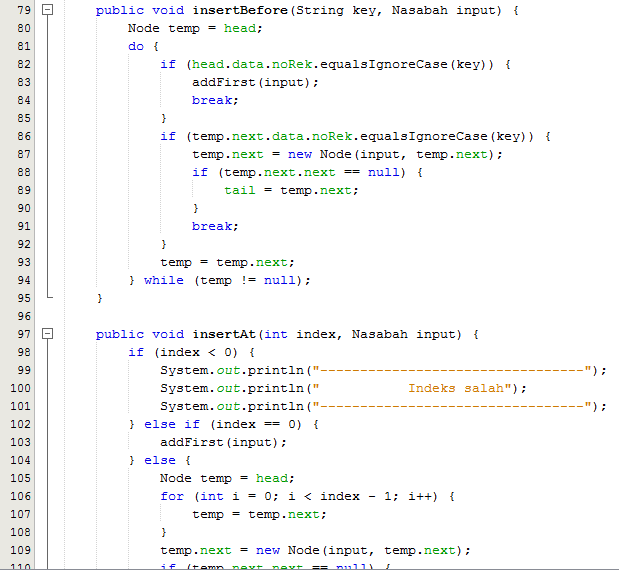 79 public void insertBefore(String key, Nasabah input) {
80 Node temp = head;
81 do {
82 if (head.data.noRek.equalsIgnoreCase(key)) {
83 addFirst(input);
84 break;
85 }
86 if (temp.next.data.noRek.equalsIgnoreCase(key)) {
87 temp.next = new Node(input, temp.next);
88 if (temp.next.next == null) {
89 tail = temp.next;
90 }
91 break;
92 }
93 temp = temp.next;
94 } while (temp != null);
95 }
96
97 public void insertAt(int index, Nasabah input) {
98 if (index < 0) {
99 System.out.println("---------------------------------");
100 System.out.println("           Indeks salah");
101 System.out.println("---------------------------------");
102 } else if (index == 0) {
103 addFirst(input);
104 } else {
105 Node temp = head;
106 for (int i = 0; i < index - 1; i++) {
107 temp = temp.next;
108 }
109 temp.next = new Node(input, temp.next);
110 if (temp.next.next == null) {